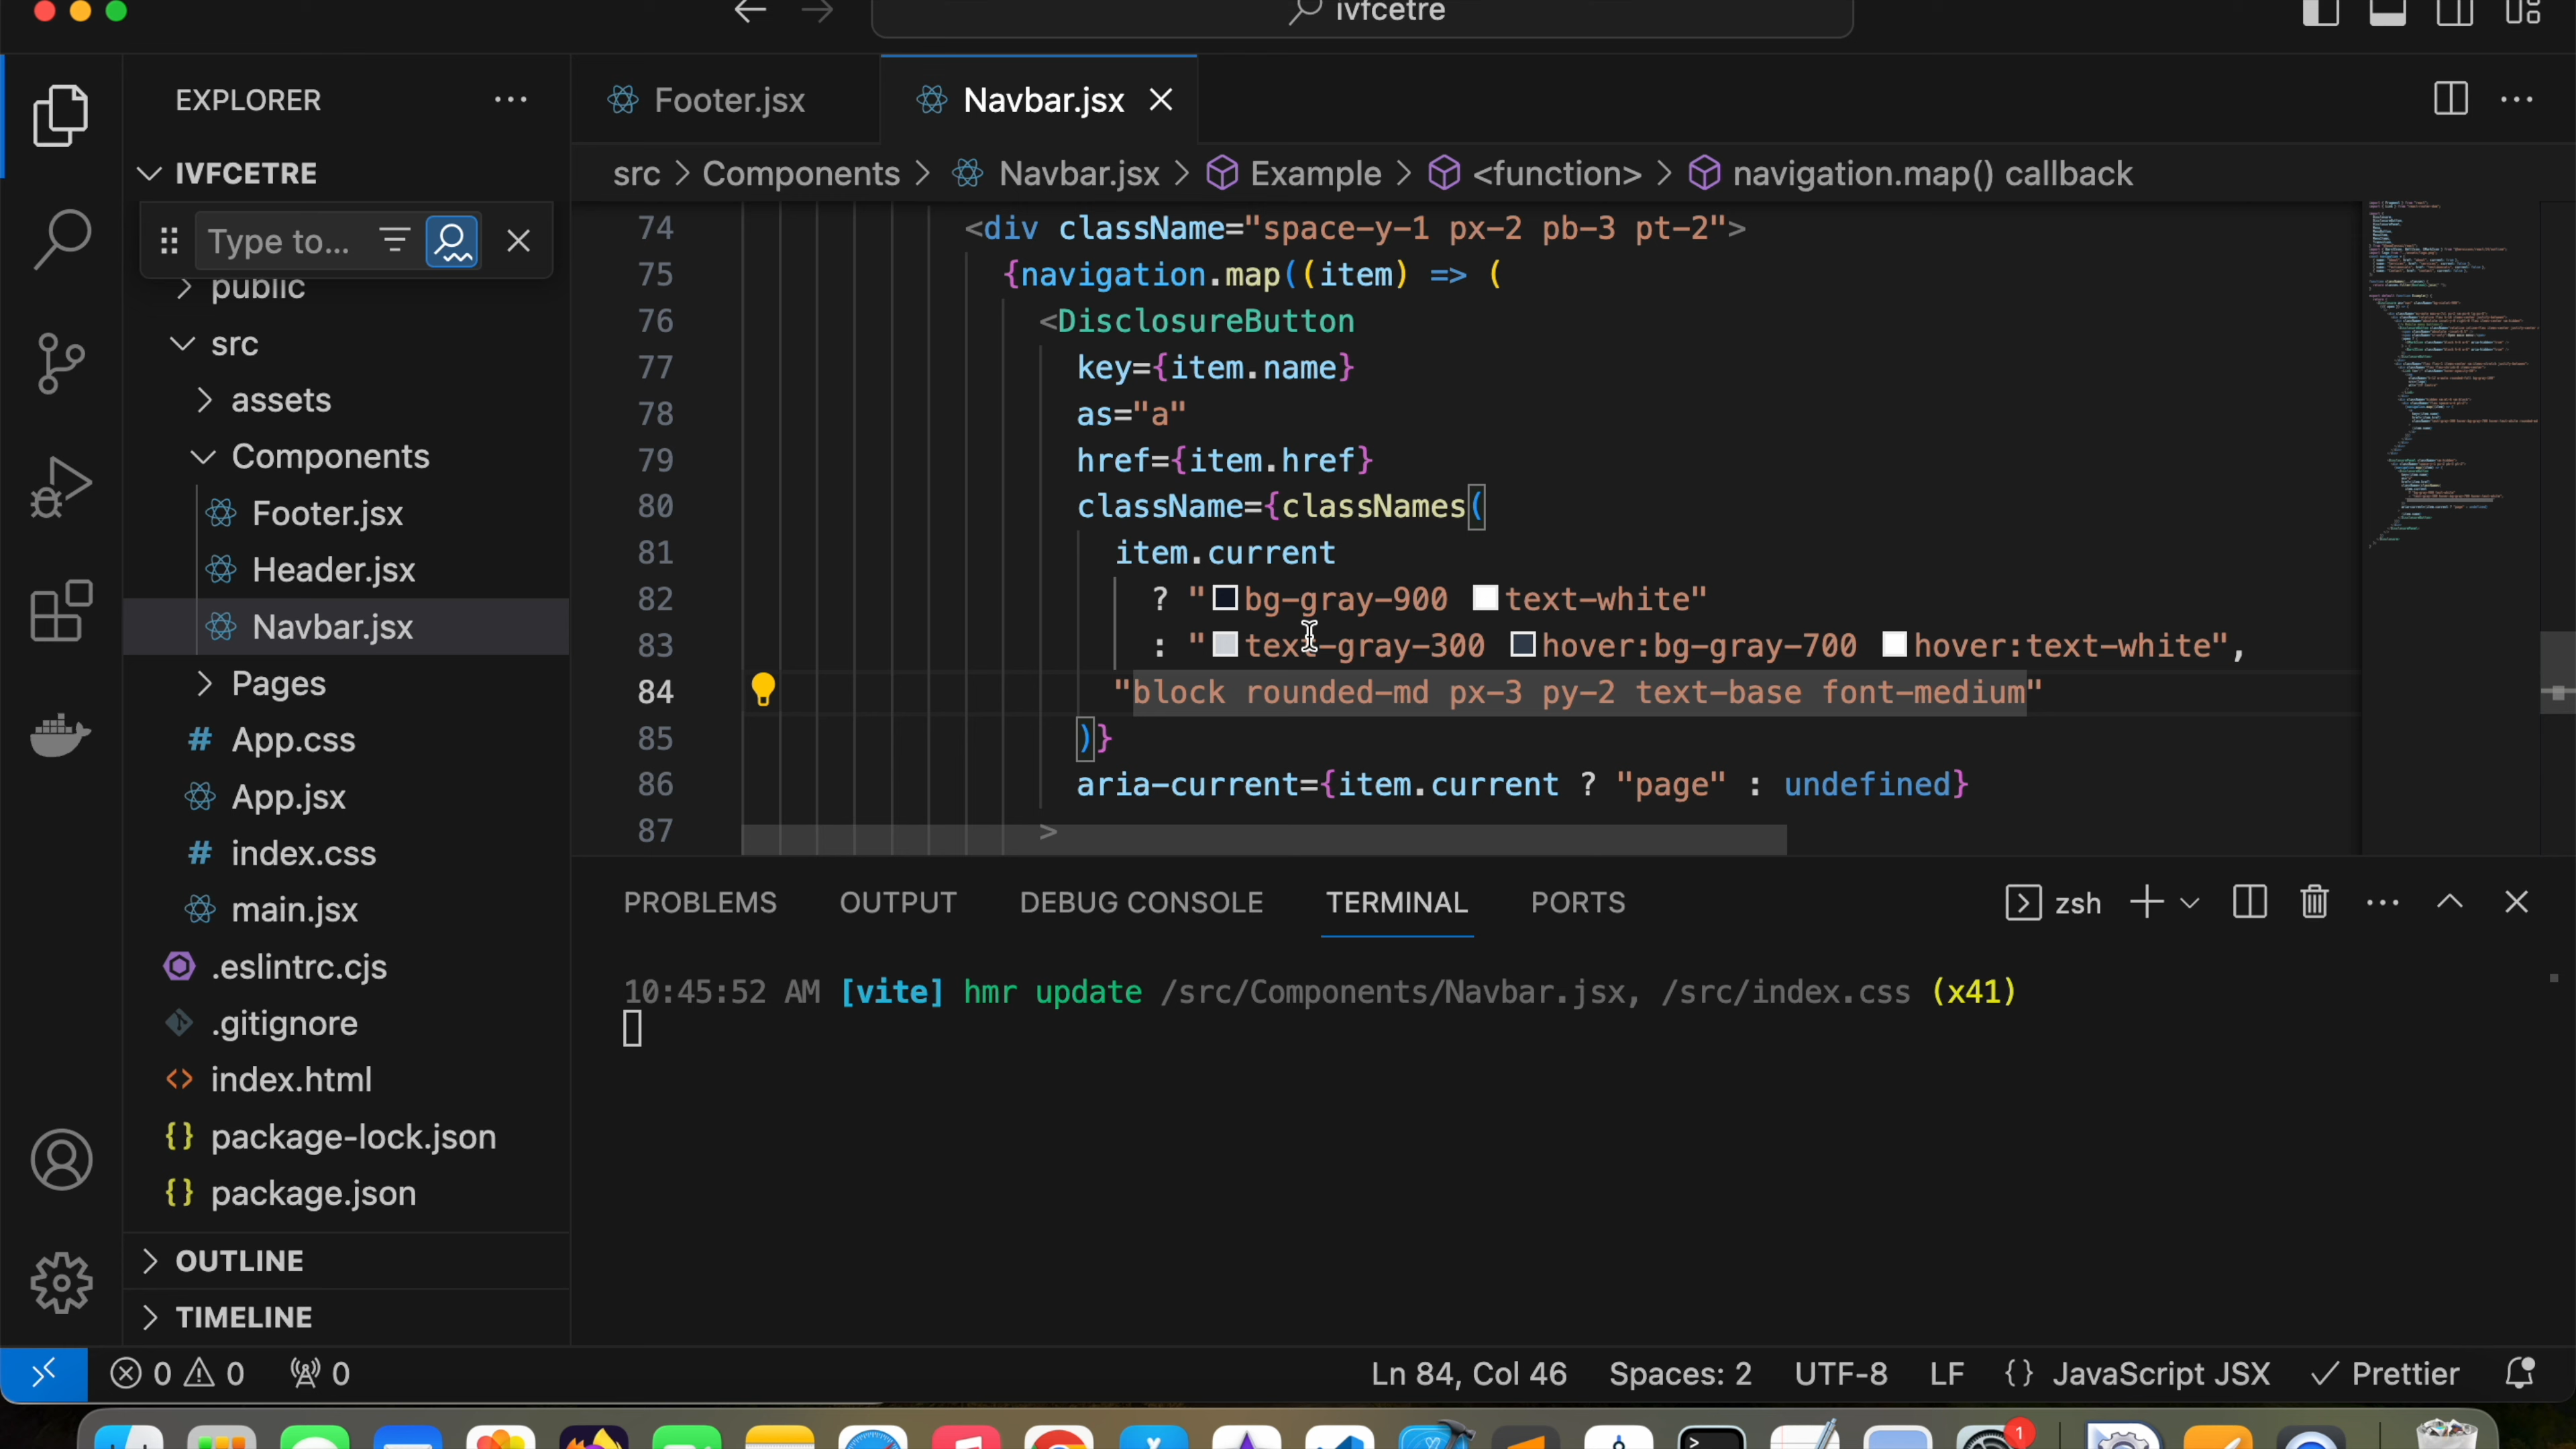 ivfcetre
EXPLORER
Footer.jsx
Navbar.jsx
IVFCETRE
src > Components > Navbar.jsx > Example > <function> > navigation.map() callback
Type to...
public
src
assets
Components
Footer.jsx
Header.jsx
Navbar.jsx
Pages
App.css
App.jsx
index.css
main.jsx
.eslintrc.cjs
.gitignore
index.html
package-lock.json
package.json
OUTLINE
TIMELINE
74 <div className="space-y-1 px-2 pb-3 pt-2">
75 {navigation.map((item) => (
76 <DisclosureButton
77 key={item.name}
78 as="a"
79 href={item.href}
80 className={classNames(
81 item.current
82 ? "bg-gray-900 text-white"
83 : "text-gray-300 hover:bg-gray-700 hover:text-white",
84 "block rounded-md px-3 py-2 text-base font-medium"
85 )}
86 aria-current={item.current ? "page" : undefined}
87 >
PROBLEMS OUTPUT DEBUG CONSOLE TERMINAL PORTS
zsh
10:45:52 AM [vite] hmr update /src/Components/Navbar.jsx, /src/index.css (x41)
0 0 0
Ln 84, Col 46 Spaces: 2 UTF-8 LF {} JavaScript JSX Prettier
1